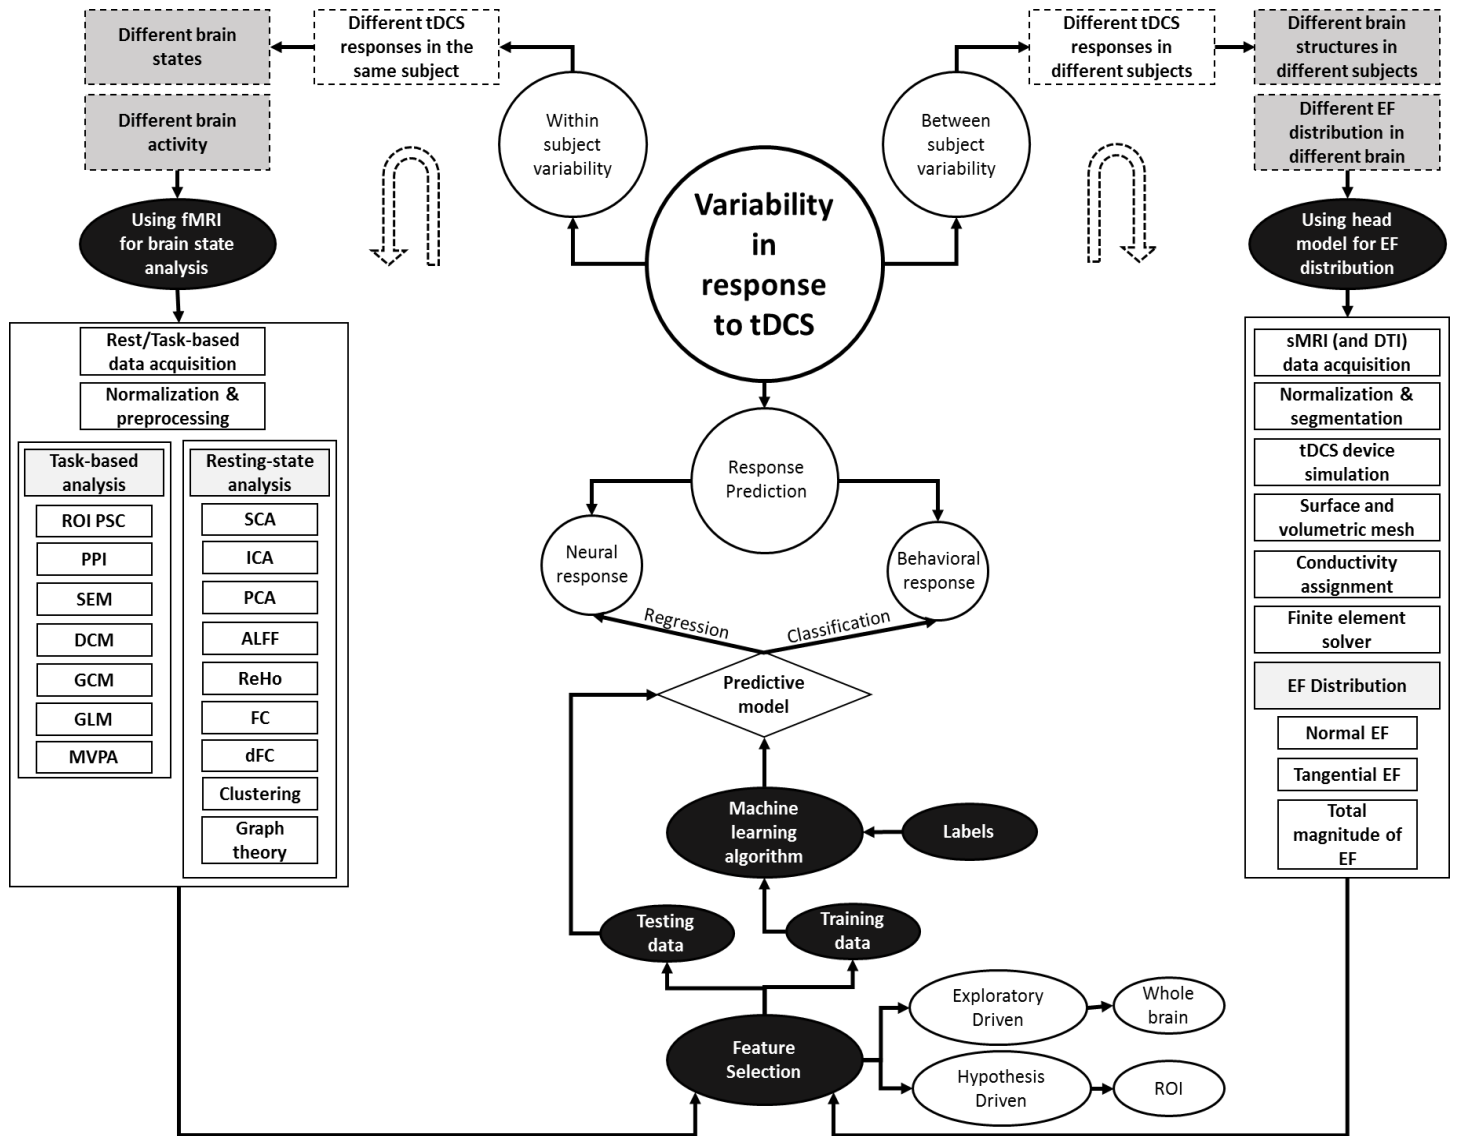 Different brain
states
Different tDCS
responses in the
same subject
Different tDCS
responses in
different subjects
Different brain
structures in
different subjects
Different brain
activity
Within
subject
variability
Between
subject
variability
Different EF
distribution in
different brain
Using fMRI
for brain state
analysis
Variability
in
response
to tDCS
Using head
model for EF
distribution
Rest/Task-based
data acquisition
Normalization &
preprocessing
Task-based
analysis
ROI PSC
PPI
SEM
DCM
GCM
GLM
MVPA
Resting-state
analysis
SCA
ICA
PCA
ALFF
ReHo
FC
dFC
Clustering
Graph
theory
Response
Prediction
Neural
response
Behavioral
response
Regression
Classification
Predictive
model
Machine
learning
algorithm
Labels
Testing
data
Training
data
Feature
Selection
Exploratory
Driven
Whole
brain
Hypothesis
Driven
ROI
sMRI (and DTI)
data acquisition
Normalization &
segmentation
tDCS device
simulation
Surface and
volumetric mesh
Conductivity
assignment
Finite element
solver
EF Distribution
Normal EF
Tangential EF
Total
magnitude of
EF